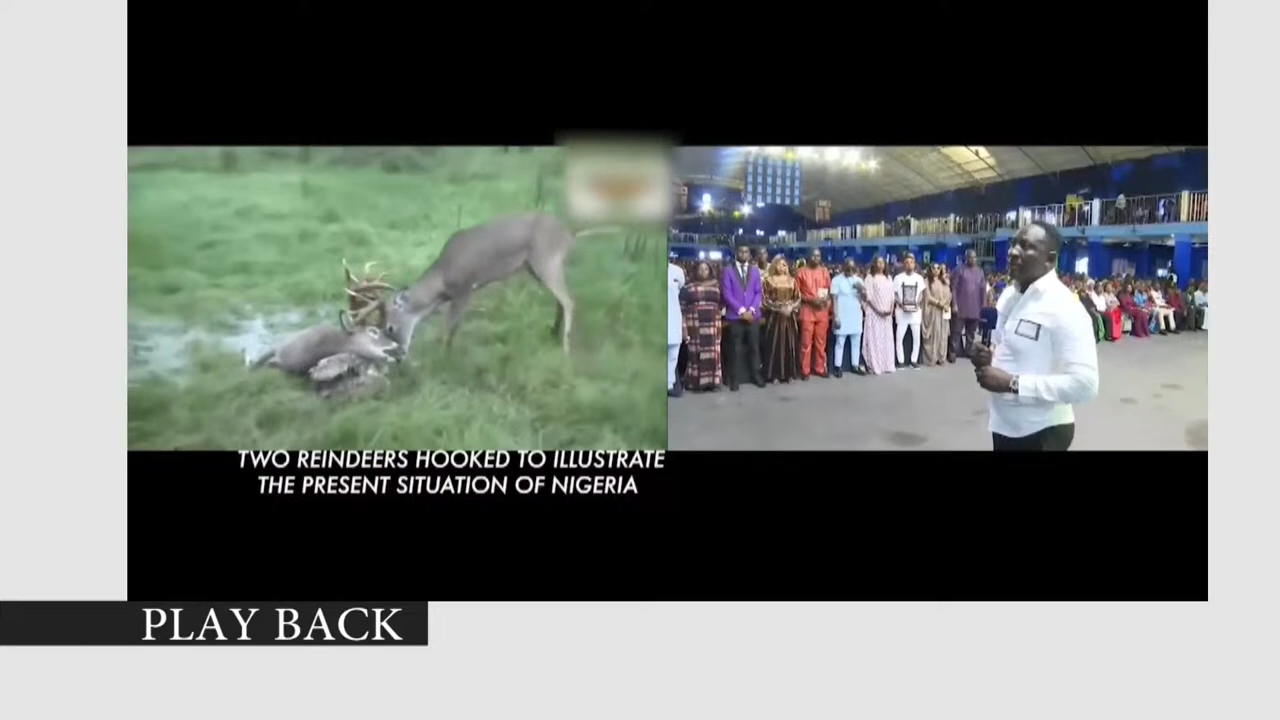 TWO REINDEERS HOOKED TO ILLUSTRATE
THE PRESENT SITUATION OF NIGERIA
PLAY BACK